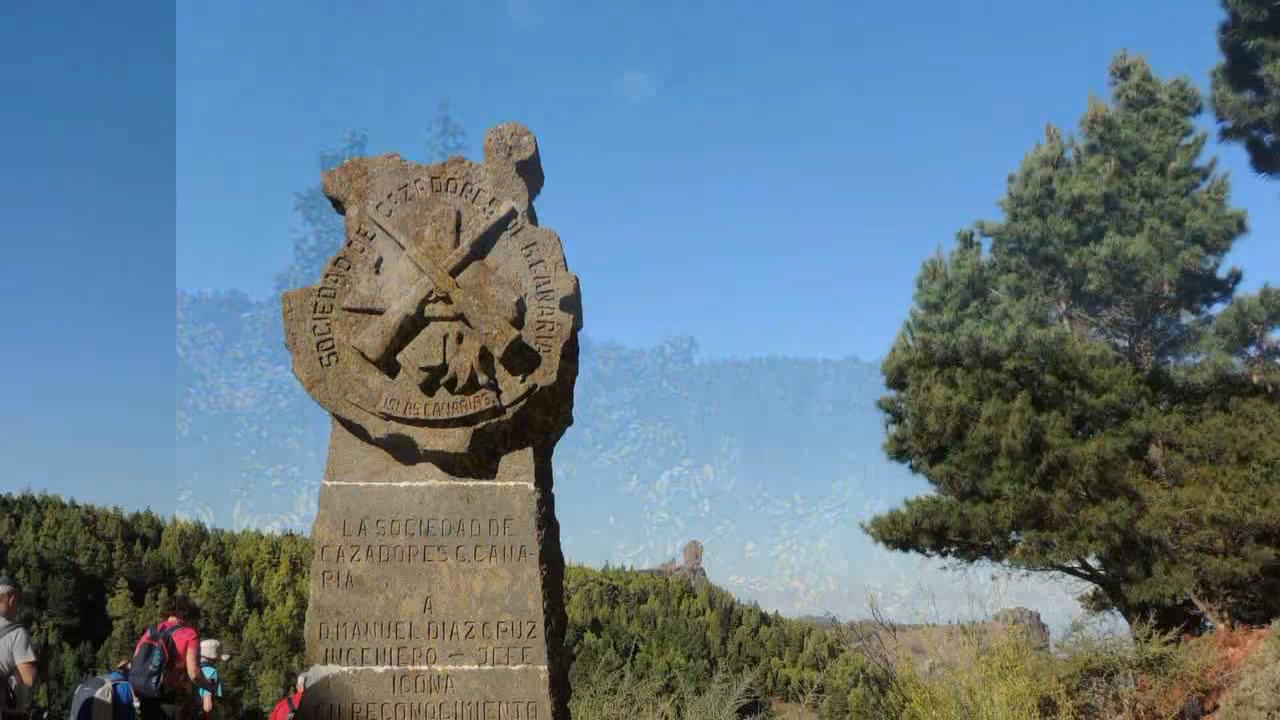 SOCIEDAD DE CAZADORES DE G.CANARIA
ISLAS CANARIAS
LA SOCIEDAD DE
CAZADORES G.CANA-
RIA
A
D.MANUEL DIAZ CRUZ
INGENIERO - JEFE
ICONA
RECONOCIMIENTO